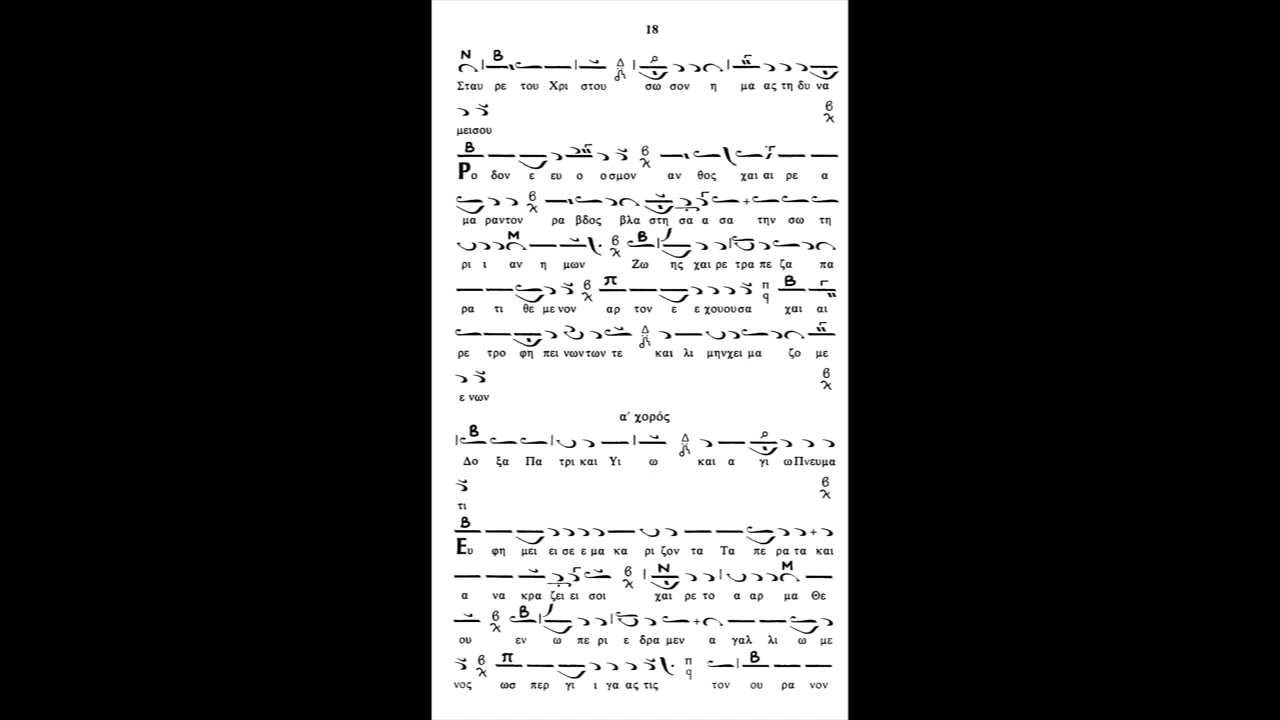 18
Ν Β
Σταυ ρε του Χρι στου σω σον η μα ας τη δυ να
μεισου
Β
Ρο δον ε ευ ο οσμον αν θος χαι αι ρε α
μα ραντον ρα βδος βλα στη σα α σα την σω τη
Μ Β
ρι ι αν η μων Ζω ης χαι ρε τρα πε ζα πα
π Β
ρα τι θε με νον αρ τον ε ε χουουσα χαι αι
ρε τρο φη πει νων των τε και λι μηνχει μα ζο με
ε νων
α' χορός
Β
Δο ξα Πα τρι και Υι ω και α γι ωΠνευμα
τι
Β
Ευ φη μει ει σε ε μα κα ρι ζον τα Τα πε ρα τα και
Ν Μ
α να κρα ζει ει σοι χαι ρε το α αρ μα Θε
Β
ου εν ω πε ρι ε δρα μεν α γαλ λι ω με
π Β
νος ωσ περ γι ι γα ας τις τον ου ρα νον